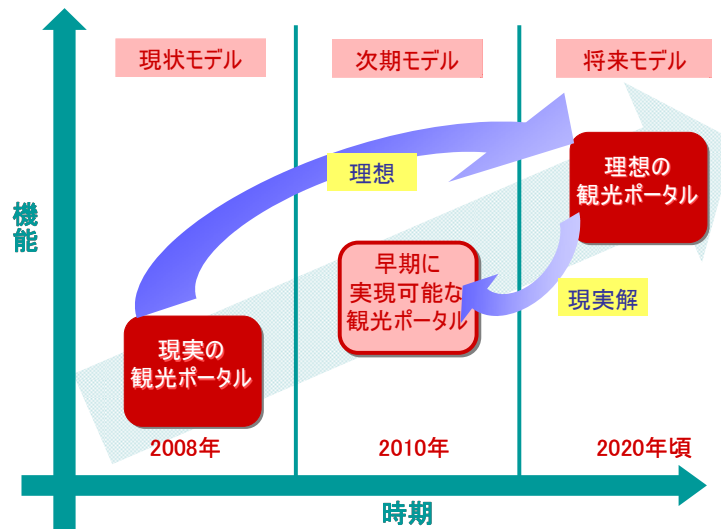 現状モデル
次期モデル
将来モデル
理想
理想の
観光ポータル
機能
早期に
実現可能な
観光ポータル
現実解
現実の
観光ポータル
2008年
2010年
2020年頃
時期